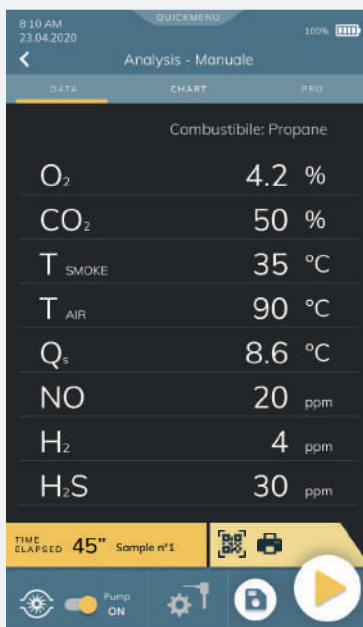 QUICKMENU
8:10 AM
23.04.2020
100%
Analysis - Manuale
DATA CHART PRO
Combustibile: Propane
O₂ 4.2 %
CO₂ 50 %
T SMOKE 35 °C
T AIR 90 °C
Qₛ 8.6 °C
NO 20 ppm
H₂ 4 ppm
H₂S 30 ppm
TIME
ELAPSED 45" Sample n°1
Pump
ON